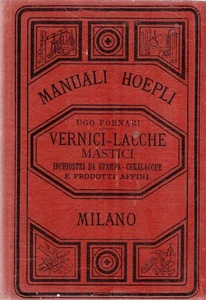 MANUALI HOEPLI
UGO FORNARI
VERNICI-LACCHE
MASTICI
INCHIOSTRI DA STAMPA-CERALACCHE
E PRODOTTI AFFINI
MILANO